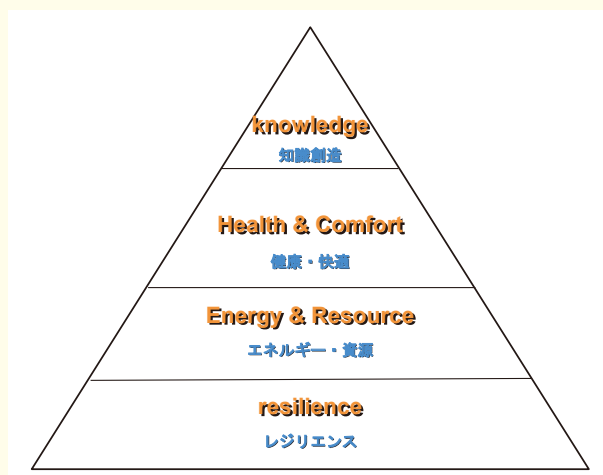 knowledge
知識創造
Health & Comfort
健康・快適
Energy & Resource
エネルギー・資源
resilience
レジリエンス